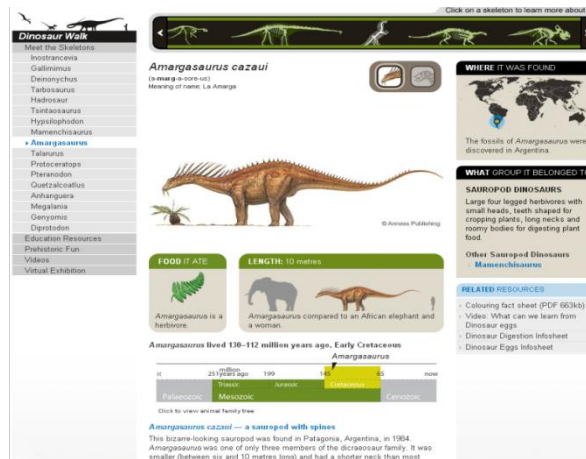 Click on a skeleton to learn more about
Dinosaur Walk
Meet the Skeletons
Inostrancevia
Gallimimus
Deinonychus
Tarbosaurus
Hadrosaur
Tsintaosaurus
Hypsilophodon
Mamenchisaurus
Amargasaurus
Talarurus
Protoceratops
Pteranodon
Quetzalcoatlus
Anhanguera
Megalania
Genyornis
Diprotodon
Education Resources
Prehistoric Fun
Videos
Virtual Exhibition
Amargasaurus cazaui
(a-marg-a-sore-us)
Meaning of name: La Amarga
© Anness Publishing
FOOD IT ATE
Amargasaurus is a
herbivore.
LENGTH: 10 metres
Amargasaurus compared to an African elephant and
a woman.
Amargasaurus lived 130–112 million years ago, Early Cretaceous
Amargasaurus
million
251 years ago 199 145 65 now
Triassic Jurassic Cretaceous
Palaeozoic Mesozoic Cenozoic
Click to view animal family tree
Amargasaurus cazaui — a sauropod with spines
This bizarre-looking sauropod was found in Patagonia, Argentina, in 1984.
Amargasaurus was one of only three members of the dicraeosaur family. It was
smaller (between six and 10 metres long) and had a shorter neck than most
WHERE IT WAS FOUND
The fossils of Amargasaurus were
discovered in Argentina.
WHAT GROUP IT BELONGED TO
SAUROPOD DINOSAURS
Large four legged herbivores with
small heads, teeth shaped for
cropping plants, long necks and
roomy bodies for digesting plant
food.
Other Sauropod Dinosaurs
Mamenchisaurus
RELATED RESOURCES
Colouring fact sheet (PDF 663kb)
Video: What can we learn from
Dinosaur eggs
Dinosaur Digestion Infosheet
Dinosaur Eggs Infosheet